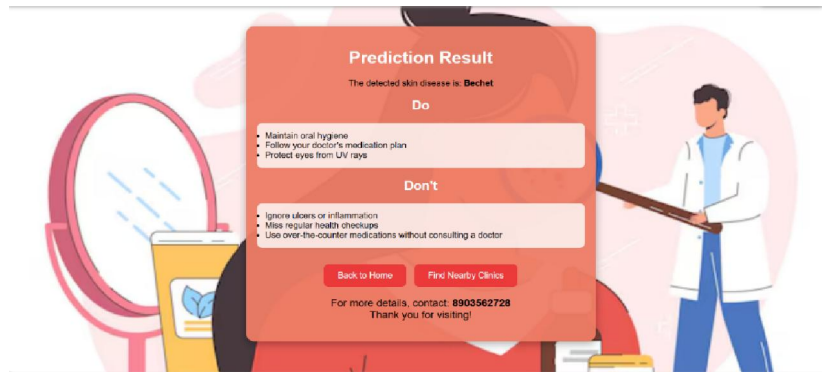 Prediction Result
The detected skin disease is: Bechet
Do
Maintain oral hygiene
Follow your doctor's medication plan
Protect eyes from UV rays
Don't
Ignore ulcers or inflammation
Miss regular health checkups
Use over-the-counter medications without consulting a doctor
Back to Home
Find Nearby Clinics
For more details, contact: 8903562728
Thank you for visiting!